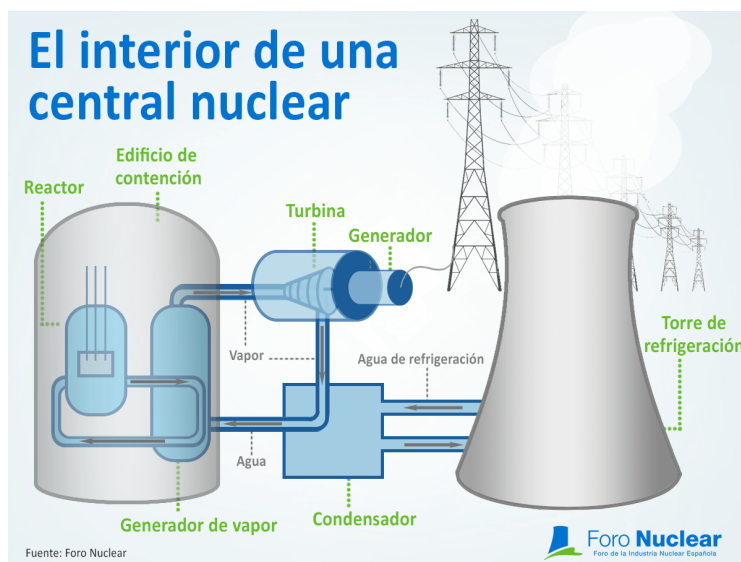 El interior de una
central nuclear
Edificio de
contención
Reactor
Turbina
Generador
Torre de
refrigeración
Vapor
Agua de refrigeración
Agua
Generador de vapor
Condensador
Fuente: Foro Nuclear
Foro Nuclear
Foro de la Industria Nuclear Española